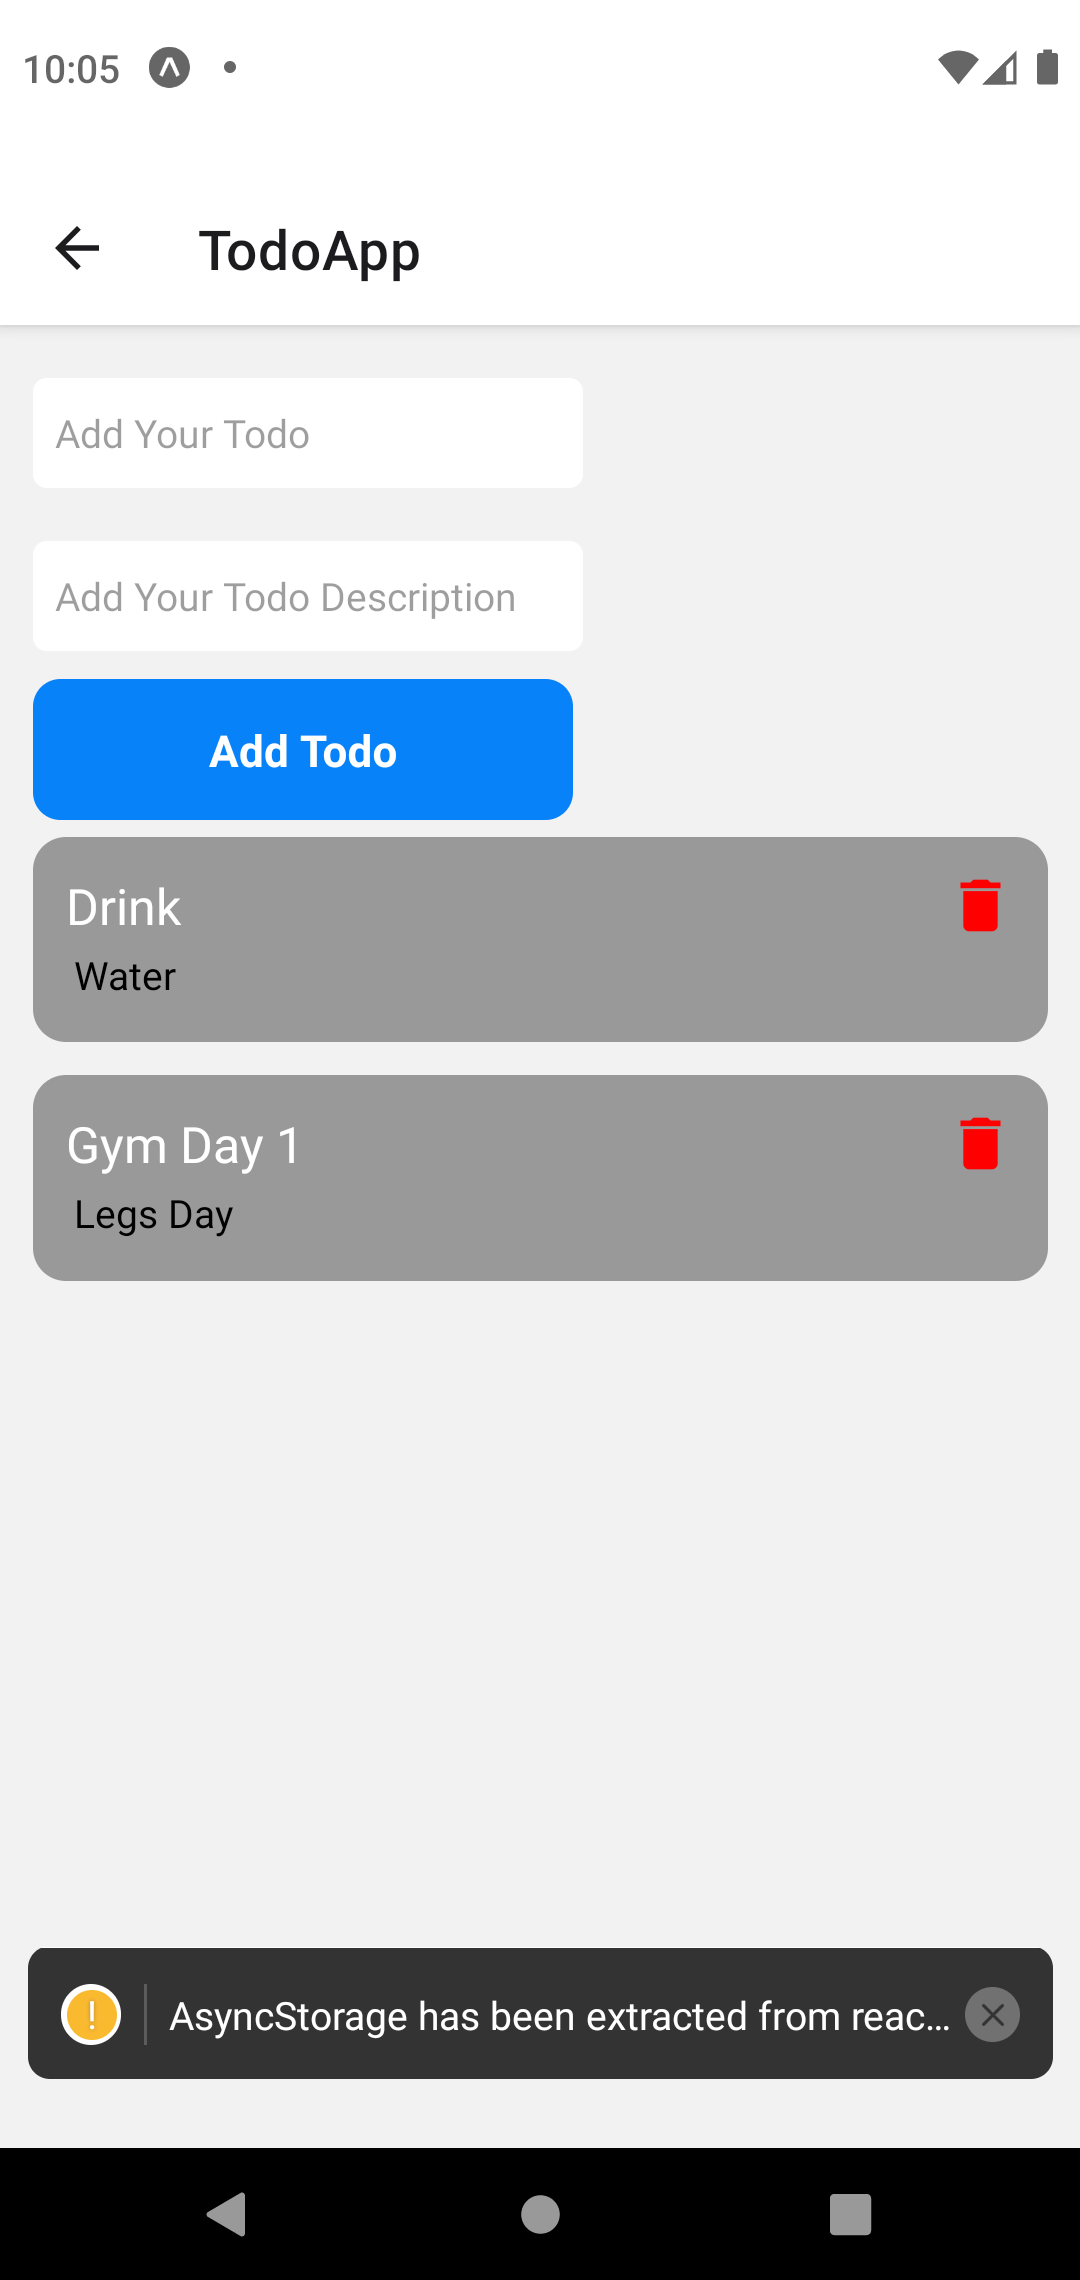 10:05
TodoApp
Add Your Todo
Add Your Todo Description
Add Todo
Drink
Water
Gym Day 1
Legs Day
! AsyncStorage has been extracted from reac...